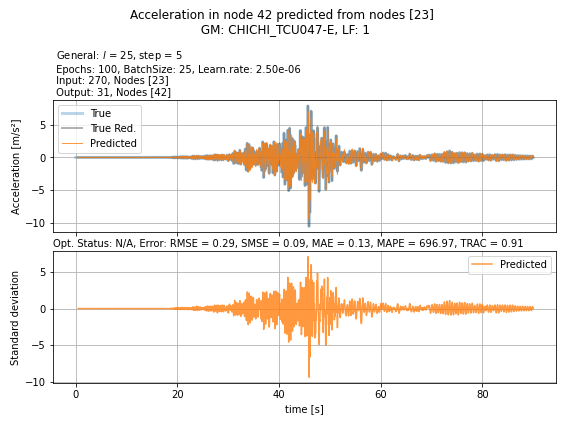 Acceleration in node 42 predicted from nodes [23]
GM: CHICHI_TCU047-E, LF: 1
General: l = 25, step = 5
Epochs: 100, BatchSize: 25, Learn.rate: 2.50e-06
Input: 270, Nodes [23]
Output: 31, Nodes [42]
True
True Red.
Predicted
Acceleration [m/s²]
5
0
−5
−10
Opt. Status: N/A, Error: RMSE = 0.29, SMSE = 0.09, MAE = 0.13, MAPE = 696.97, TRAC = 0.91
Predicted
Standard deviation
5
0
−5
−10
0 20 40 60 80
time [s]